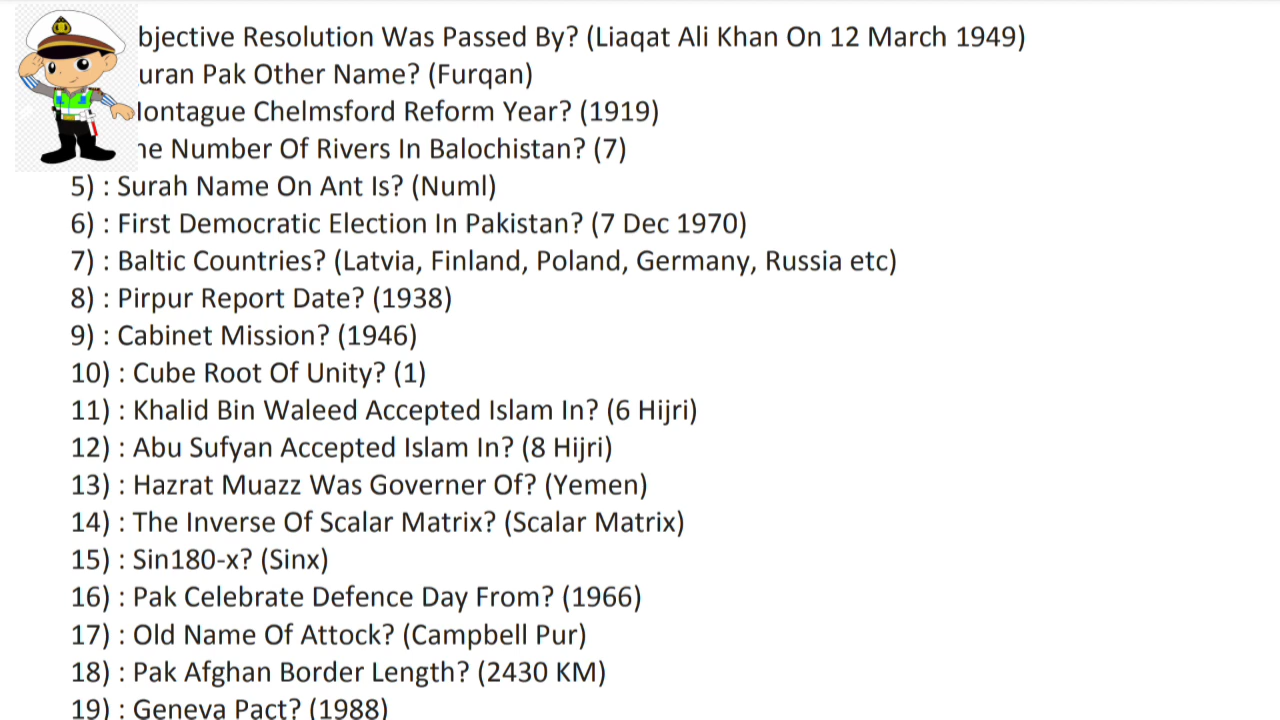 bjective Resolution Was Passed By? (Liaqat Ali Khan On 12 March 1949)
uran Pak Other Name? (Furqan)
ontague Chelmsford Reform Year? (1919)
he Number Of Rivers In Balochistan? (7)
5) : Surah Name On Ant Is? (Numl)
6) : First Democratic Election In Pakistan? (7 Dec 1970)
7) : Baltic Countries? (Latvia, Finland, Poland, Germany, Russia etc)
8) : Pirpur Report Date? (1938)
9) : Cabinet Mission? (1946)
10) : Cube Root Of Unity? (1)
11) : Khalid Bin Waleed Accepted Islam In? (6 Hijri)
12) : Abu Sufyan Accepted Islam In? (8 Hijri)
13) : Hazrat Muazz Was Governer Of? (Yemen)
14) : The Inverse Of Scalar Matrix? (Scalar Matrix)
15) : Sin180-x? (Sinx)
16) : Pak Celebrate Defence Day From? (1966)
17) : Old Name Of Attock? (Campbell Pur)
18) : Pak Afghan Border Length? (2430 KM)
19) : Geneva Pact? (1988)